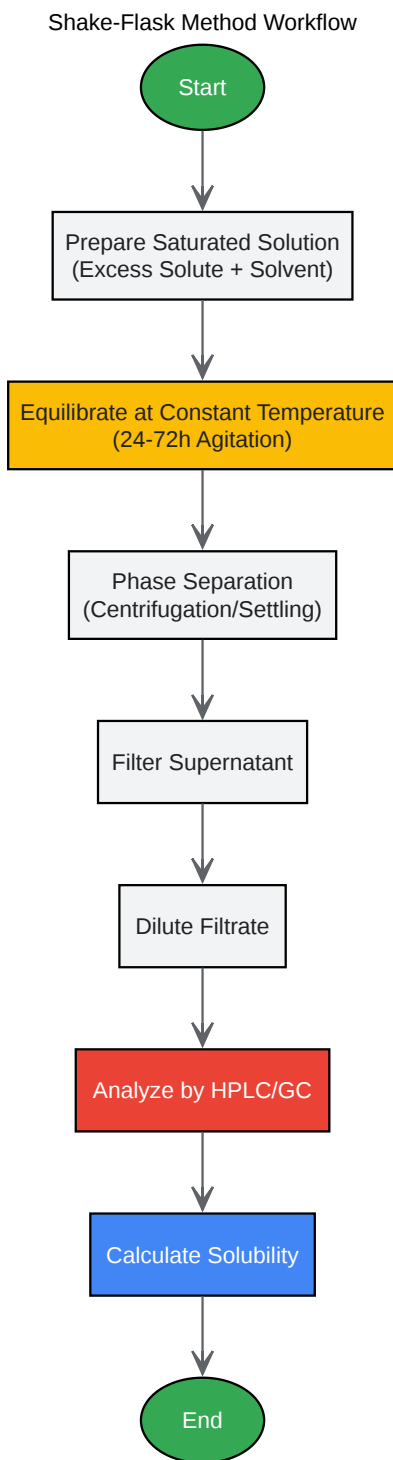 Shake-Flask Method Workflow
Start
Prepare Saturated Solution
(Excess Solute + Solvent)
Equilibrate at Constant Temperature
(24-72h Agitation)
Phase Separation
(Centrifugation/Settling)
Filter Supernatant
Dilute Filtrate
Analyze by HPLC/GC
Calculate Solubility
End